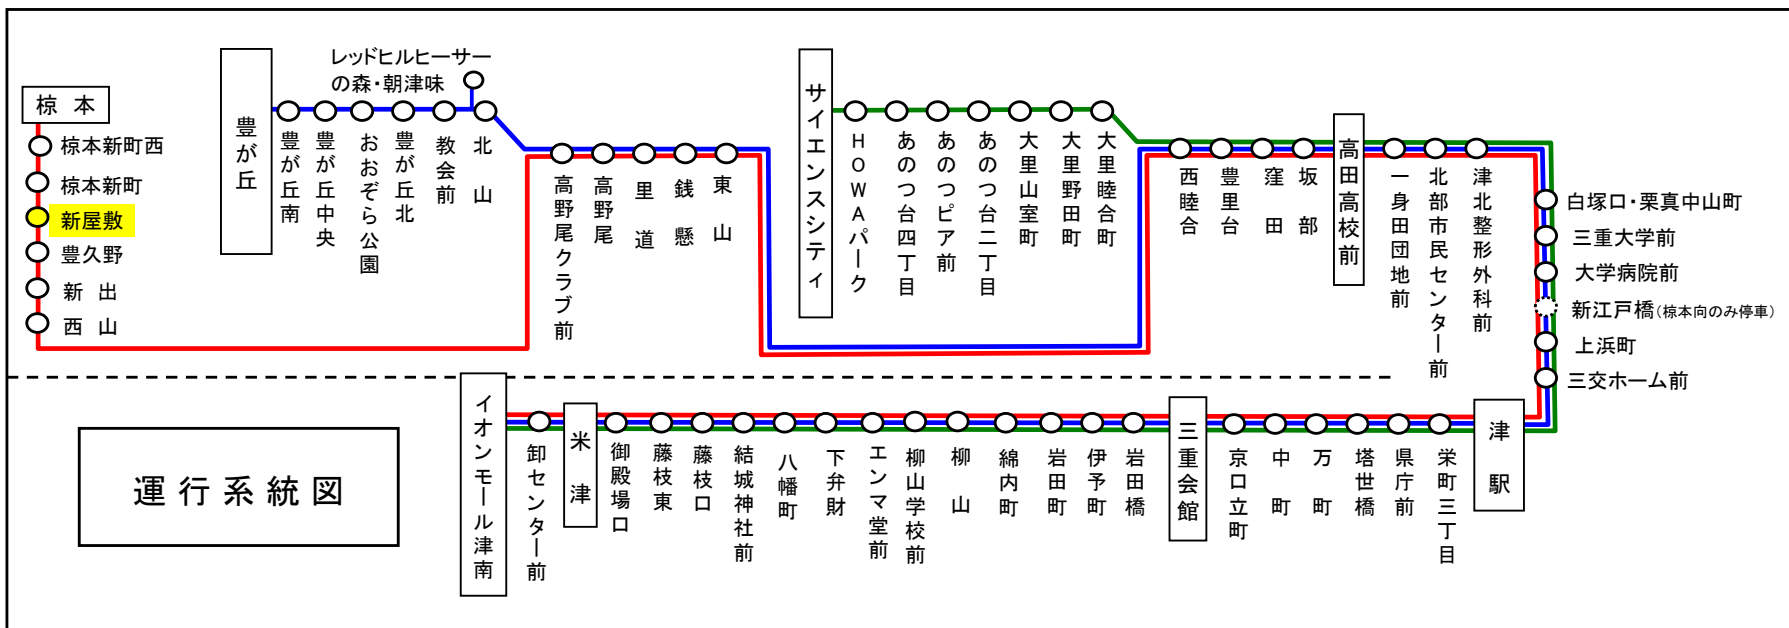 椋本
椋本新町西
椋本新町
新屋敷
豊久野
新出
西山
豊が丘
豊が丘南
豊が丘中央
おおぞら公園
豊が丘北
教会前
レッドヒルヒーサー
の森・朝津味
北山
高野尾クラブ前
高野尾
里道
銭懸
東山
サイエンスシティ
HOWAパーク
あのつ台四丁目
あのつピア前
あのつ台二丁目
大里山室町
大里野田町
大里睦合町
西睦合
豊里台
窪田
坂部
高田高校前
一身田団地前
北部市民センター前
津北整形外科前
白塚口・栗真中山町
三重大学前
大学病院前
新江戸橋(椋本向のみ停車)
上浜町
三交ホーム前
イオンモール津南
卸センター前
米津
御殿場口
藤枝東
藤枝口
結城神社前
八幡町
下弁財
エンマ堂前
柳山学校前
柳山
綿内町
岩田町
伊予町
岩田橋
三重会館
京口立町
中町
万町
塔世橋
県庁前
栄町三丁目
津駅
運行系統図